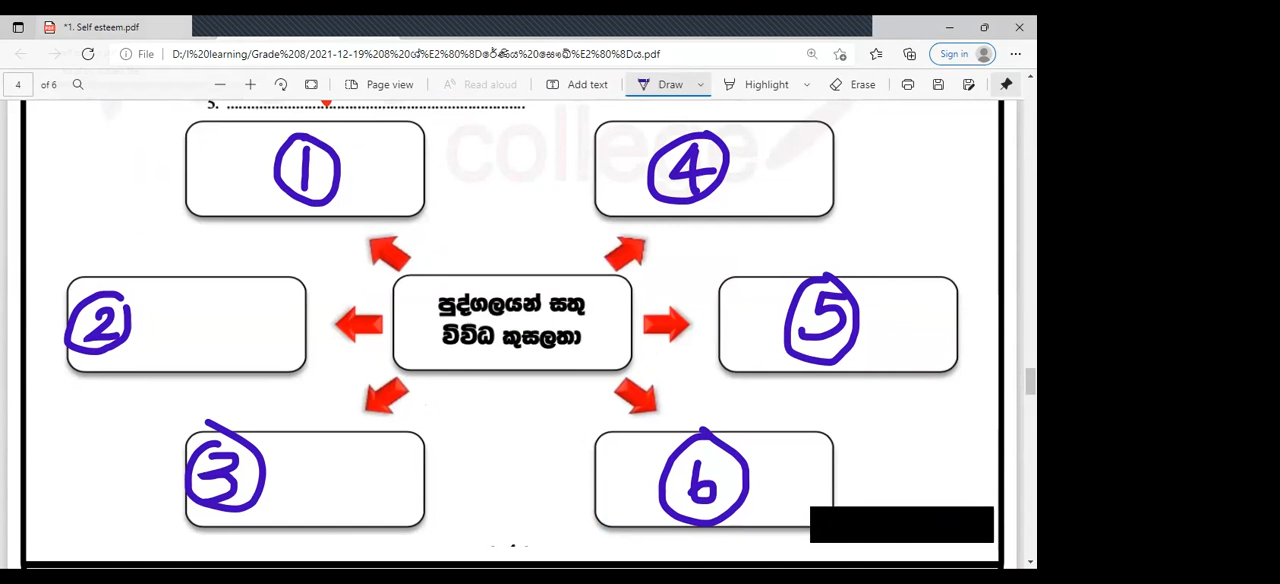 *1. Self esteem.pdf
File
D:/I%20learning/Grade%208/2021-12-19%208%20ශ්%E2%80%8Dරේණිය%20සෞඛ්%E2%80%8Dය.pdf
Sign in
4 of 6
Page view
Read aloud
Add text
Draw
Highlight
Erase
5. ........................................................................
college
1
4
පුද්ගලයන් සතු
විවිධ කුසලතා
2
5
3
6